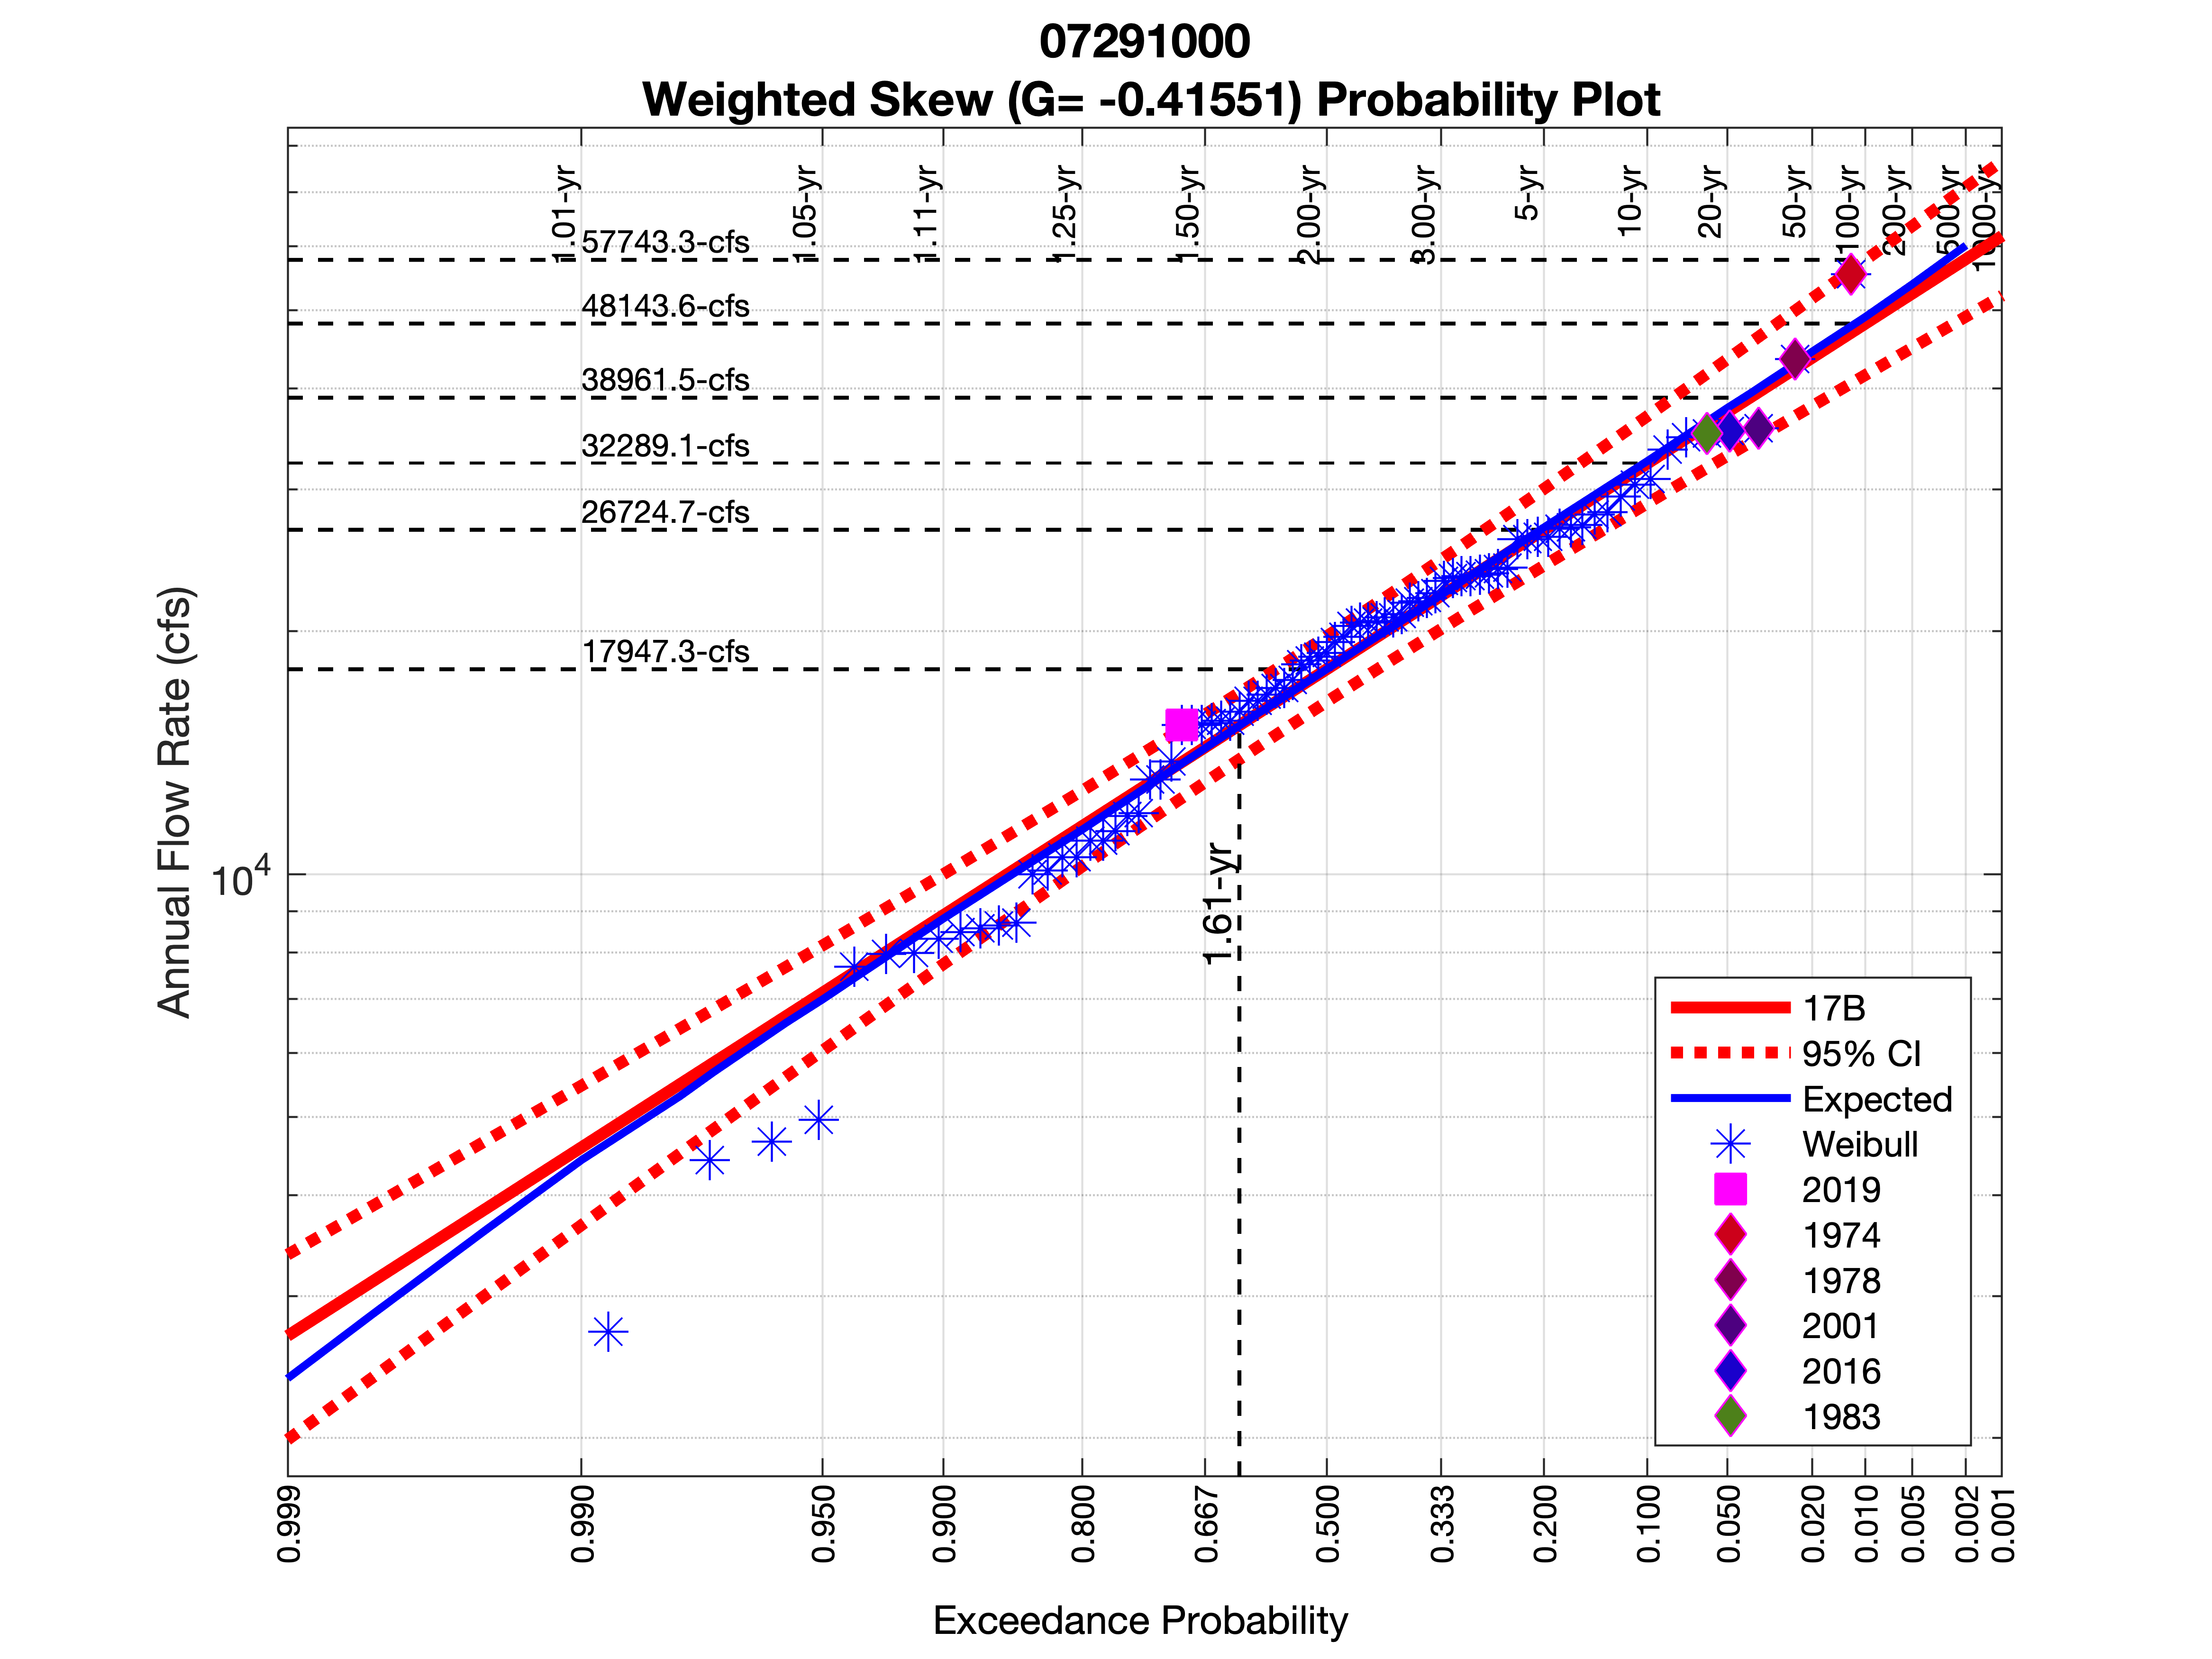 07291000
Weighted Skew (G= -0.41551) Probability Plot
1.01-yr
1.05-yr
1.11-yr
1.25-yr
1.50-yr
2.00-yr
3.00-yr
5-yr
10-yr
20-yr
50-yr
100-yr
200-yr
500-yr
1000-yr
57743.3-cfs
48143.6-cfs
38961.5-cfs
32289.1-cfs
26724.7-cfs
17947.3-cfs
Annual Flow Rate (cfs)
10⁴
1.61-yr
17B
95% CI
Expected
Weibull
2019
1974
1978
2001
2016
1983
0.999
0.990
0.950
0.900
0.800
0.667
0.500
0.333
0.200
0.100
0.050
0.020
0.010
0.005
0.002
0.001
Exceedance Probability